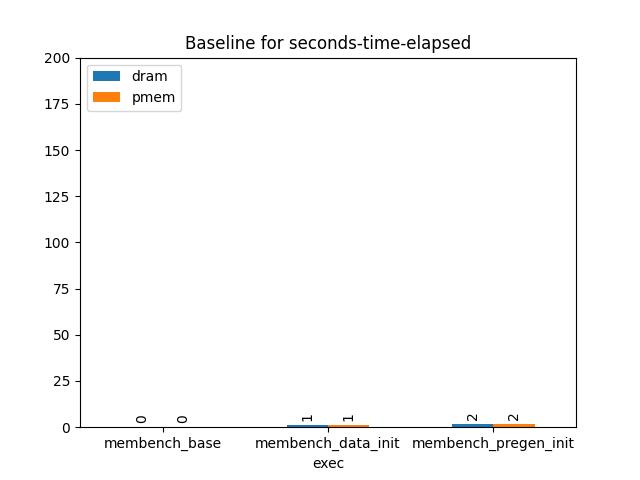 Baseline for seconds-time-elapsed
200
175
150
125
100
75
50
25
0
dram
pmem
0
0
1
1
2
2
membench_base
membench_data_init
membench_pregen_init
exec